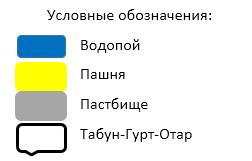 Условные обозначения:
Водопой
Пашня
Пастбище
Табун-Гурт-Отар